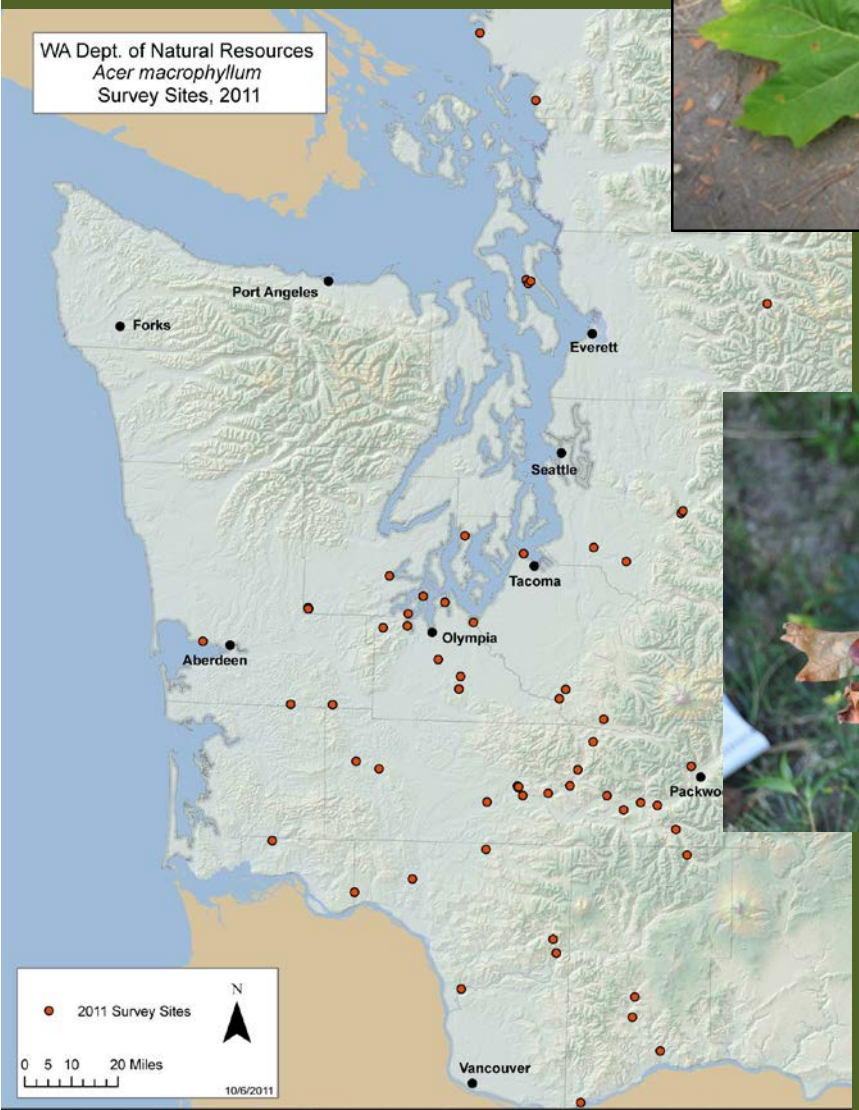 WA Dept. of Natural Resources
Acer macrophyllum
Survey Sites, 2011
Port Angeles
Forks
Everett
Seattle
Tacoma
Olympia
Aberdeen
Packwo
Vancouver
N
2011 Survey Sites
0 5 10 20 Miles
10/6/2011